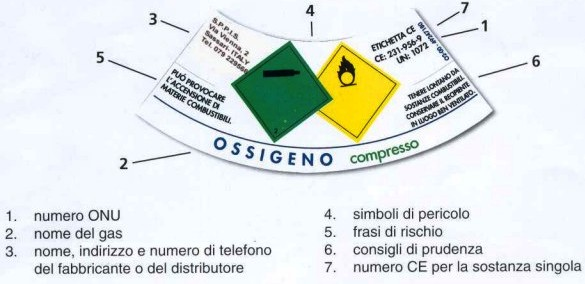 3
4
7
1
S.P.P.I.S.
Via Vienna, 2
Sassari. ITALY
Tel. 079
ETICHETTA CE
CE: 231-956-9
UN: 1072
5
PUÒ PROVOCARE
L'ACCENSIONE DI
MATERIE COMBUSTIBILI.
2
TENERE LONTANO DA
SOSTANZE COMBUSTIBILI.
CONSERVARE IL RECIPIENTE
IN LUOGO BEN VENTILATO.
6
OSSIGENO compresso
2
1. numero ONU
2. nome del gas
3. nome, indirizzo e numero di telefono
del fabbricante o del distributore
4. simboli di pericolo
5. frasi di rischio
6. consigli di prudenza
7. numero CE per la sostanza singola